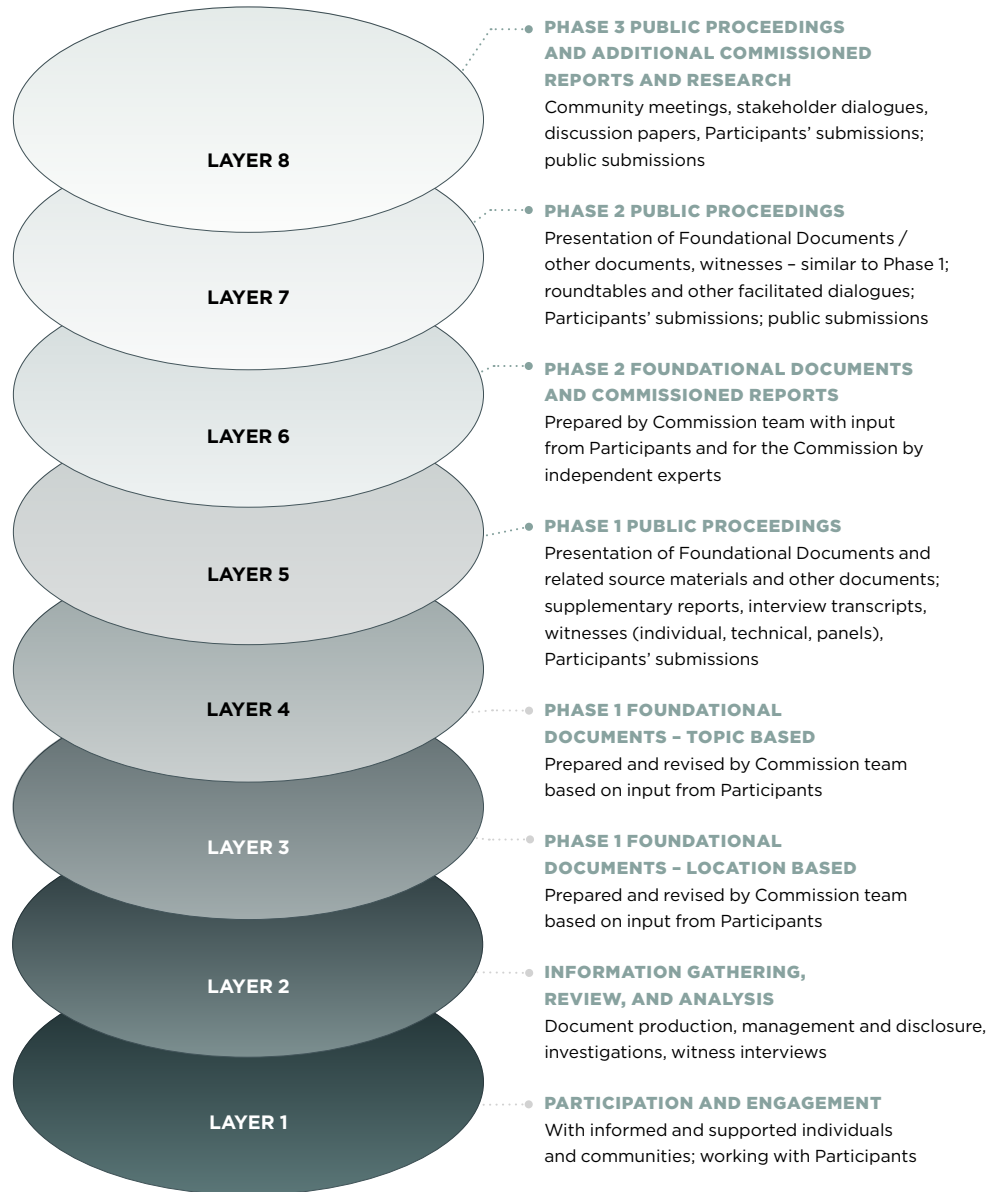 LAYER 8
PHASE 3 PUBLIC PROCEEDINGS
AND ADDITIONAL COMMISSIONED
REPORTS AND RESEARCH
Community meetings, stakeholder dialogues,
discussion papers, Participants’ submissions;
public submissions
LAYER 7
PHASE 2 PUBLIC PROCEEDINGS
Presentation of Foundational Documents /
other documents, witnesses – similar to Phase 1;
roundtables and other facilitated dialogues;
Participants’ submissions; public submissions
LAYER 6
PHASE 2 FOUNDATIONAL DOCUMENTS
AND COMMISSIONED REPORTS
Prepared by Commission team with input
from Participants and for the Commission by
independent experts
LAYER 5
PHASE 1 PUBLIC PROCEEDINGS
Presentation of Foundational Documents and
related source materials and other documents;
supplementary reports, interview transcripts,
witnesses (individual, technical, panels),
Participants’ submissions
LAYER 4
PHASE 1 FOUNDATIONAL
DOCUMENTS – TOPIC BASED
Prepared and revised by Commission team
based on input from Participants
LAYER 3
PHASE 1 FOUNDATIONAL
DOCUMENTS – LOCATION BASED
Prepared and revised by Commission team
based on input from Participants
LAYER 2
INFORMATION GATHERING,
REVIEW, AND ANALYSIS
Document production, management and disclosure,
investigations, witness interviews
LAYER 1
PARTICIPATION AND ENGAGEMENT
With informed and supported individuals
and communities; working with Participants